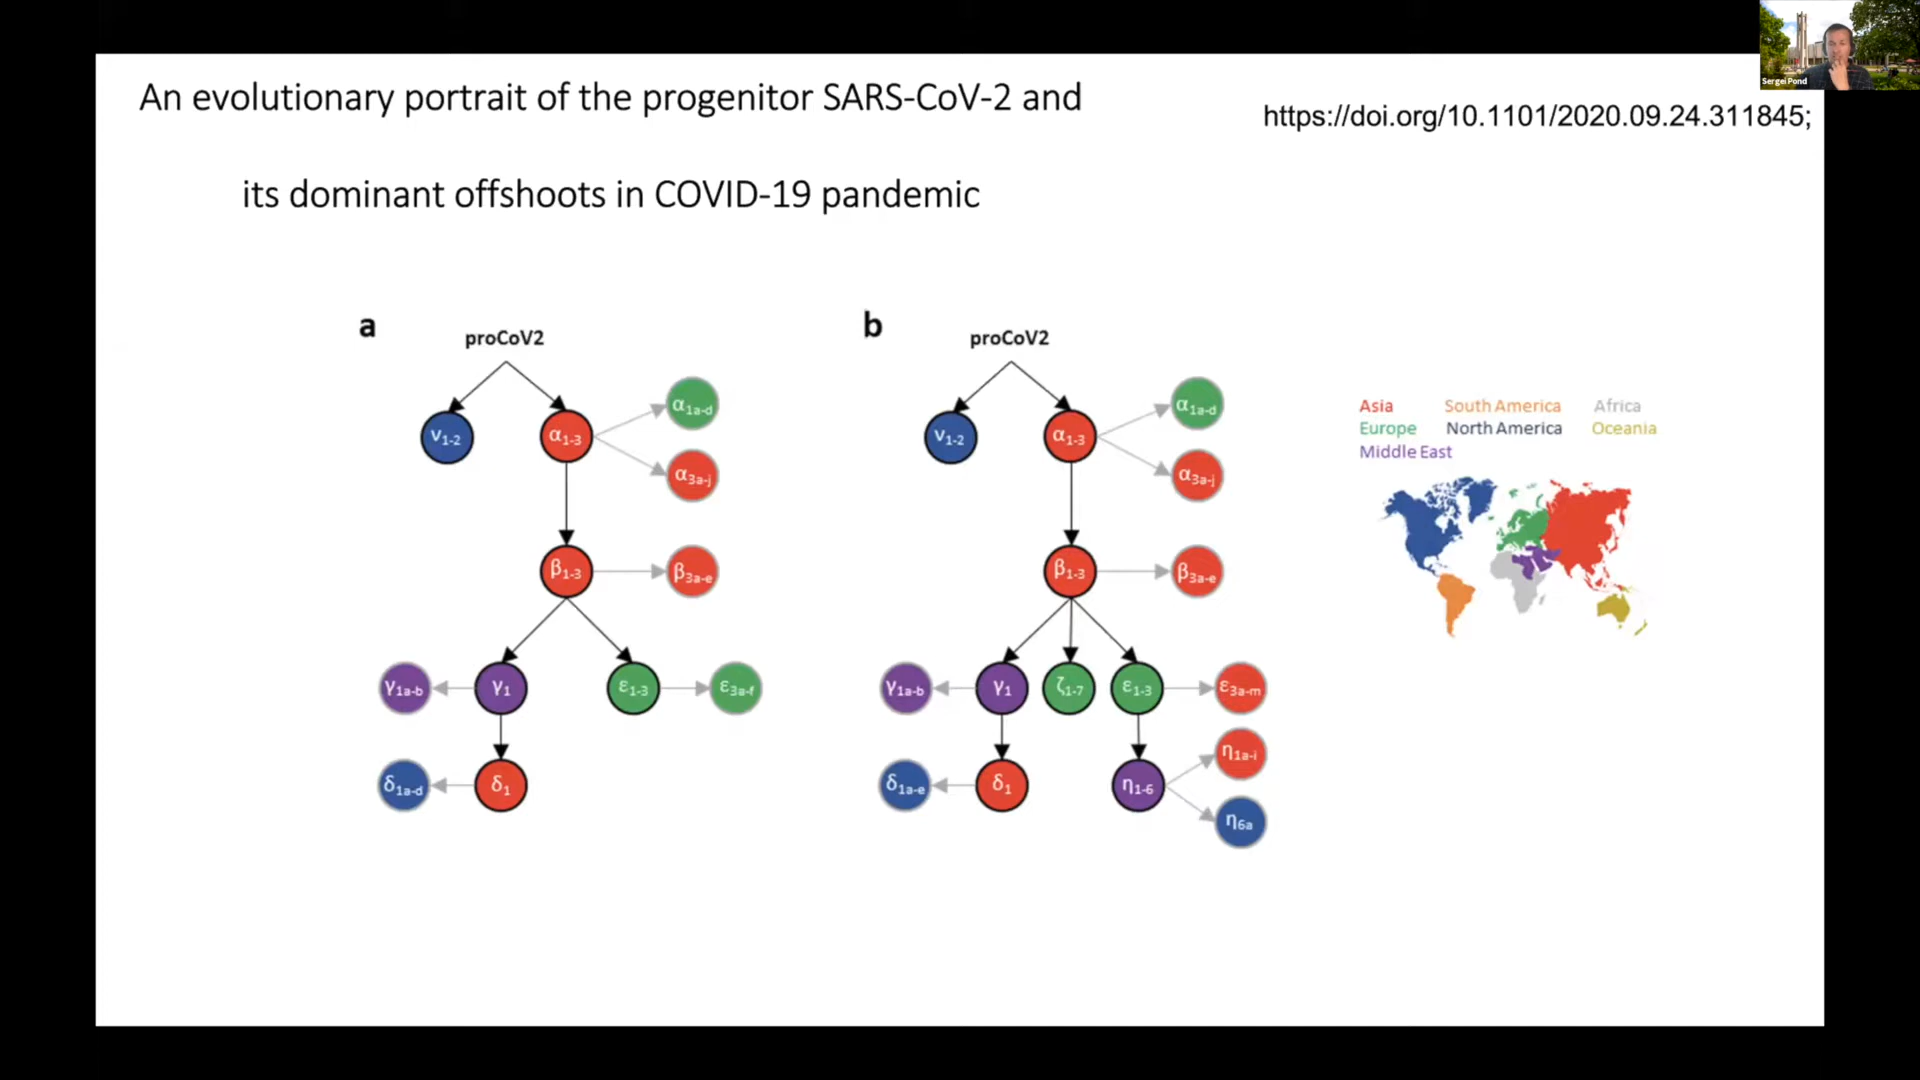 Sergei Pond
An evolutionary portrait of the progenitor SARS-CoV-2 and
https://doi.org/10.1101/2020.09.24.311845;
its dominant offshoots in COVID-19 pandemic
a
proCoV2
ν1-2
α1-3
α1a-d
α3a-j
β1-3
β3a-e
γ1a-b
γ1
ε1-3
ε3a-f
δ1a-d
δ1
b
proCoV2
ν1-2
α1-3
α1a-d
α3a-j
β1-3
β3a-e
γ1a-b
γ1
ζ1-7
ε1-3
ε3a-m
δ1a-e
δ1
η1-6
η1a-i
η6a
Asia South America Africa
Europe North America Oceania
Middle East